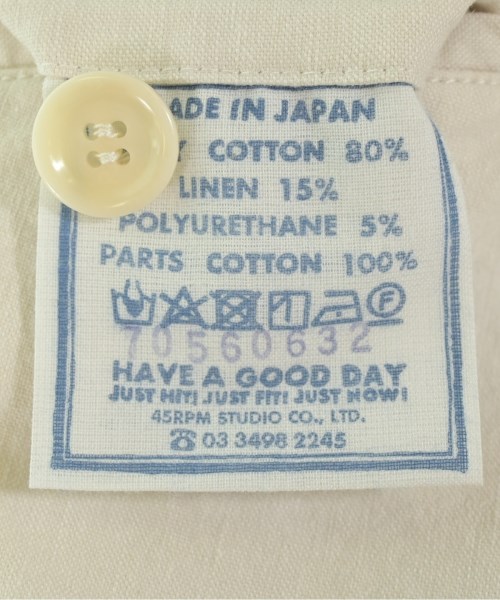 MADE IN JAPAN
COTTON 80%
LINEN 15%
POLYURETHANE 5%
PARTS COTTON 100%
70560632
HAVE A GOOD DAY
JUST HIT! JUST FIT! JUST NOW!
45RPM STUDIO CO., LTD.
☎ 03 3498 2245